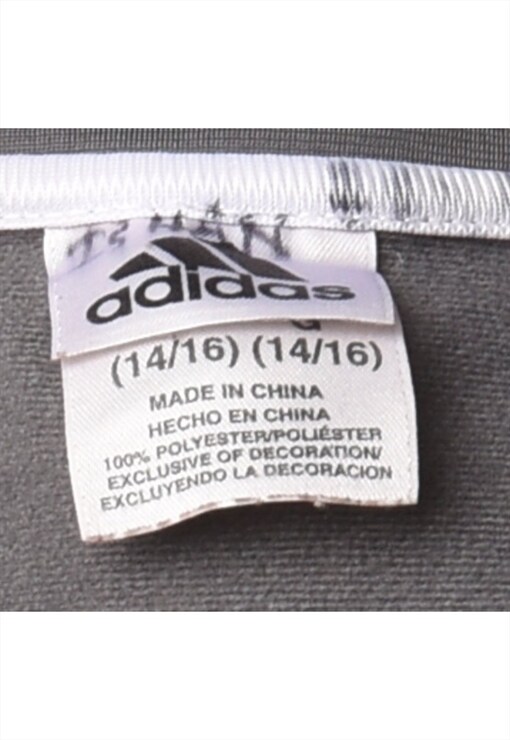 adidas
(14/16) (14/16)
MADE IN CHINA
HECHO EN CHINA
100% POLYESTER/POLIÉSTER
EXCLUSIVE OF DECORATION/
EXCLUYENDO LA DECORACION